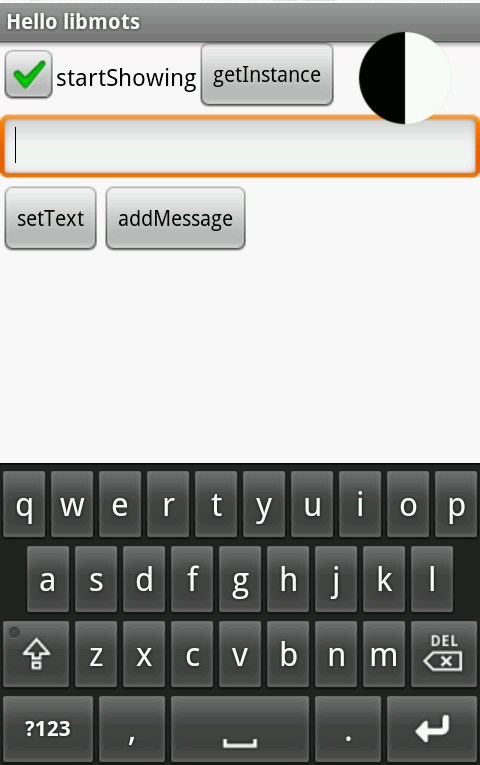 Hello libmots
startShowing getInstance
setText addMessage
q w e r t y u i o p
a s d f g h j k l
z x c v b n m DEL
?123 , .